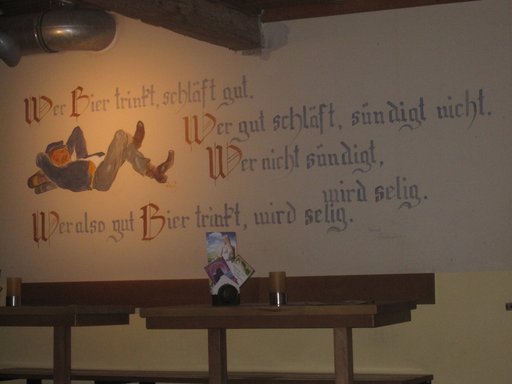 Wer Bier trinkt, schläft gut.
Wer gut schläft, sündigt nicht.
Wer nicht sündigt,
wird selig.
Wer also gut Bier trinkt, wird selig.